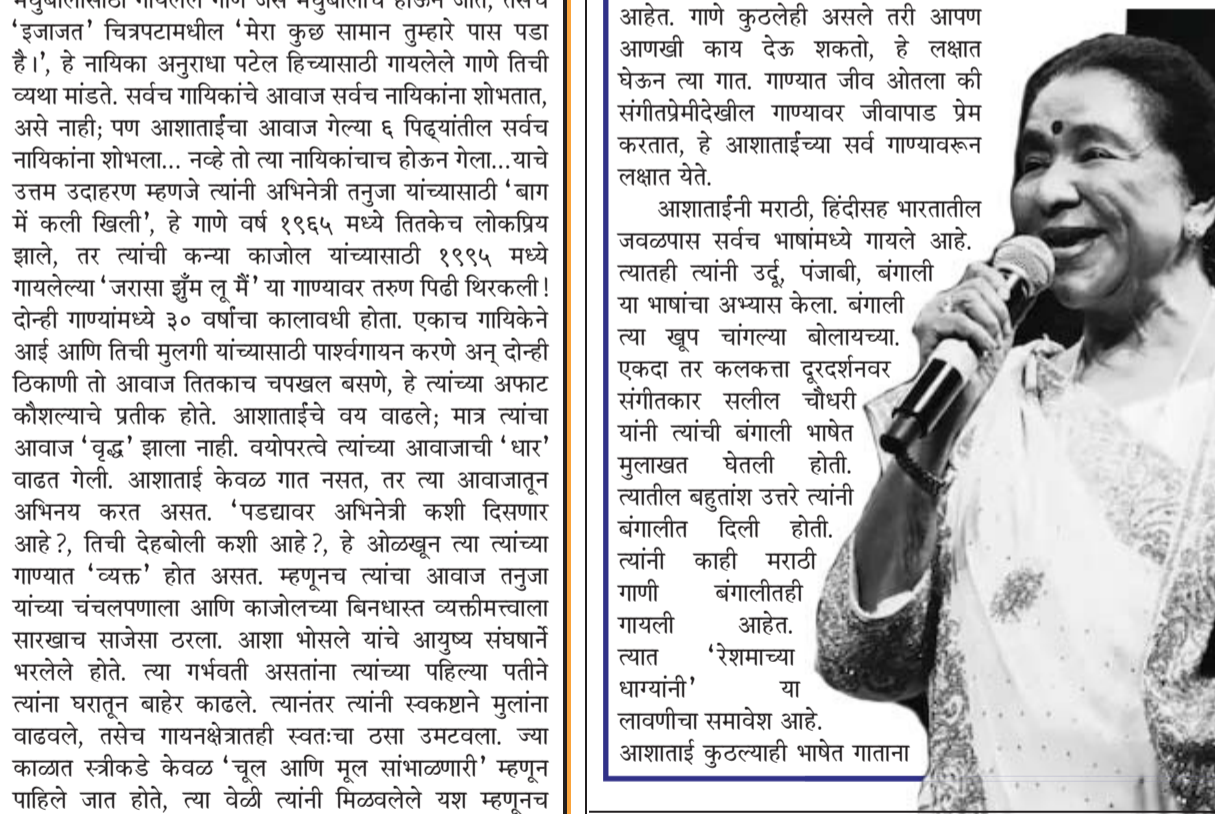 मधुबालासाठी गायलेले गाणे जसे मधुबालाचे होऊन जाते, तसेच
‘इजाजत’ चित्रपटामधील ‘मेरा कुछ सामान तुम्हारे पास पडा
है।’, हे नायिका अनुराधा पटेल हिच्यासाठी गायलेले गाणे तिची
व्यथा मांडते. सर्वच गायिकांचे आवाज सर्वच नायिकांना शोभतात,
असे नाही; पण आशाताईंचा आवाज गेल्या ६ पिढ्यांतील सर्वच
नायिकांना शोभला... नव्हे तो त्या नायिकांचाच होऊन गेला...याचे
उत्तम उदाहरण म्हणजे त्यांनी अभिनेत्री तनुजा यांच्यासाठी ‘बाग
में कली खिली’, हे गाणे वर्ष १९६५ मध्ये तितकेच लोकप्रिय
झाले, तर त्यांची कन्या काजोल यांच्यासाठी १९९५ मध्ये
गायलेल्या ‘जरासा झुँम लू मैं’ या गाण्यावर तरुण पिढी थिरकली!
दोन्ही गाण्यांमध्ये ३० वर्षांचा कालावधी होता. एकाच गायिकेने
आई आणि तिची मुलगी यांच्यासाठी पार्श्वगायन करणे अन् दोन्ही
ठिकाणी तो आवाज तितकाच चपखल बसणे, हे त्यांच्या अफाट
कौशल्याचे प्रतीक होते. आशाताईंचे वय वाढले; मात्र त्यांचा
आवाज ‘वृद्ध’ झाला नाही. वयोपरत्वे त्यांच्या आवाजाची ‘धार’
वाढत गेली. आशाताई केवळ गात नसत, तर त्या आवाजातून
अभिनय करत असत. ‘पडद्यावर अभिनेत्री कशी दिसणार
आहे?, तिची देहबोली कशी आहे?, हे ओळखून त्या त्यांच्या
गाण्यात ‘व्यक्त’ होत असत. म्हणूनच त्यांचा आवाज तनुजा
यांच्या चंचलपणाला आणि काजोलच्या बिनधास्त व्यक्तीमत्त्वाला
सारखाच साजेसा ठरला. आशा भोसले यांचे आयुष्य संघर्षाने
भरलेले होते. त्या गर्भवती असतांना त्यांच्या पहिल्या पतीने
त्यांना घरातून बाहेर काढले. त्यानंतर त्यांनी स्वकष्टाने मुलांना
वाढवले, तसेच गायनक्षेत्रातही स्वतःचा ठसा उमटवला. ज्या
काळात स्त्रीकडे केवळ ‘चूल आणि मूल सांभाळणारी’ म्हणून
पाहिले जात होते, त्या वेळी त्यांनी मिळवलेले यश म्हणूनच
आहेत. गाणे कुठलेही असले तरी आपण
आणखी काय देऊ शकतो, हे लक्षात
घेऊन त्या गात. गाण्यात जीव ओतला की
संगीतप्रेमीदेखील गाण्यावर जीवापाड प्रेम
करतात, हे आशाताईंच्या सर्व गाण्यावरून
लक्षात येते.
आशाताईंनी मराठी, हिंदीसह भारतातील
जवळपास सर्वच भाषांमध्ये गायले आहे.
त्यातही त्यांनी उर्दू, पंजाबी, बंगाली
या भाषांचा अभ्यास केला. बंगाली
त्या खूप चांगल्या बोलायच्या.
एकदा तर कलकत्ता दूरदर्शनवर
संगीतकार सलील चौधरी
यांनी त्यांची बंगाली भाषेत
मुलाखत घेतली होती.
त्यातील बहुतांश उत्तरे त्यांनी
बंगालीत दिली होती.
त्यांनी काही मराठी
गाणी बंगालीतही
गायली आहेत.
त्यात ‘रेशमाच्या
धाग्यांनी’ या
लावणीचा समावेश आहे.
आशाताई कुठल्याही भाषेत गाताना